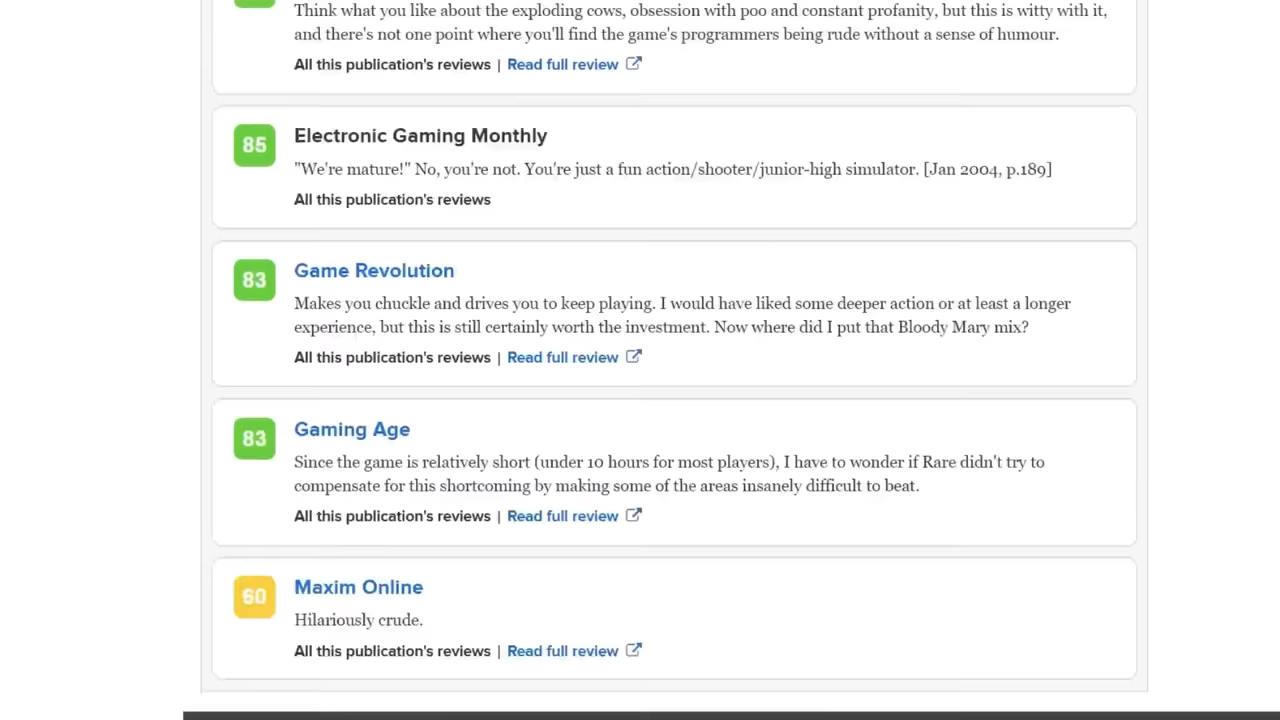 Think what you like about the exploding cows, obsession with poo and constant profanity, but this is witty with it,
and there's not one point where you'll find the game's programmers being rude without a sense of humour.
All this publication's reviews | Read full review
85
Electronic Gaming Monthly
"We're mature!" No, you're not. You're just a fun action/shooter/junior-high simulator. [Jan 2004, p.189]
All this publication's reviews
83
Game Revolution
Makes you chuckle and drives you to keep playing. I would have liked some deeper action or at least a longer
experience, but this is still certainly worth the investment. Now where did I put that Bloody Mary mix?
All this publication's reviews | Read full review
83
Gaming Age
Since the game is relatively short (under 10 hours for most players), I have to wonder if Rare didn't try to
compensate for this shortcoming by making some of the areas insanely difficult to beat.
All this publication's reviews | Read full review
60
Maxim Online
Hilariously crude.
All this publication's reviews | Read full review